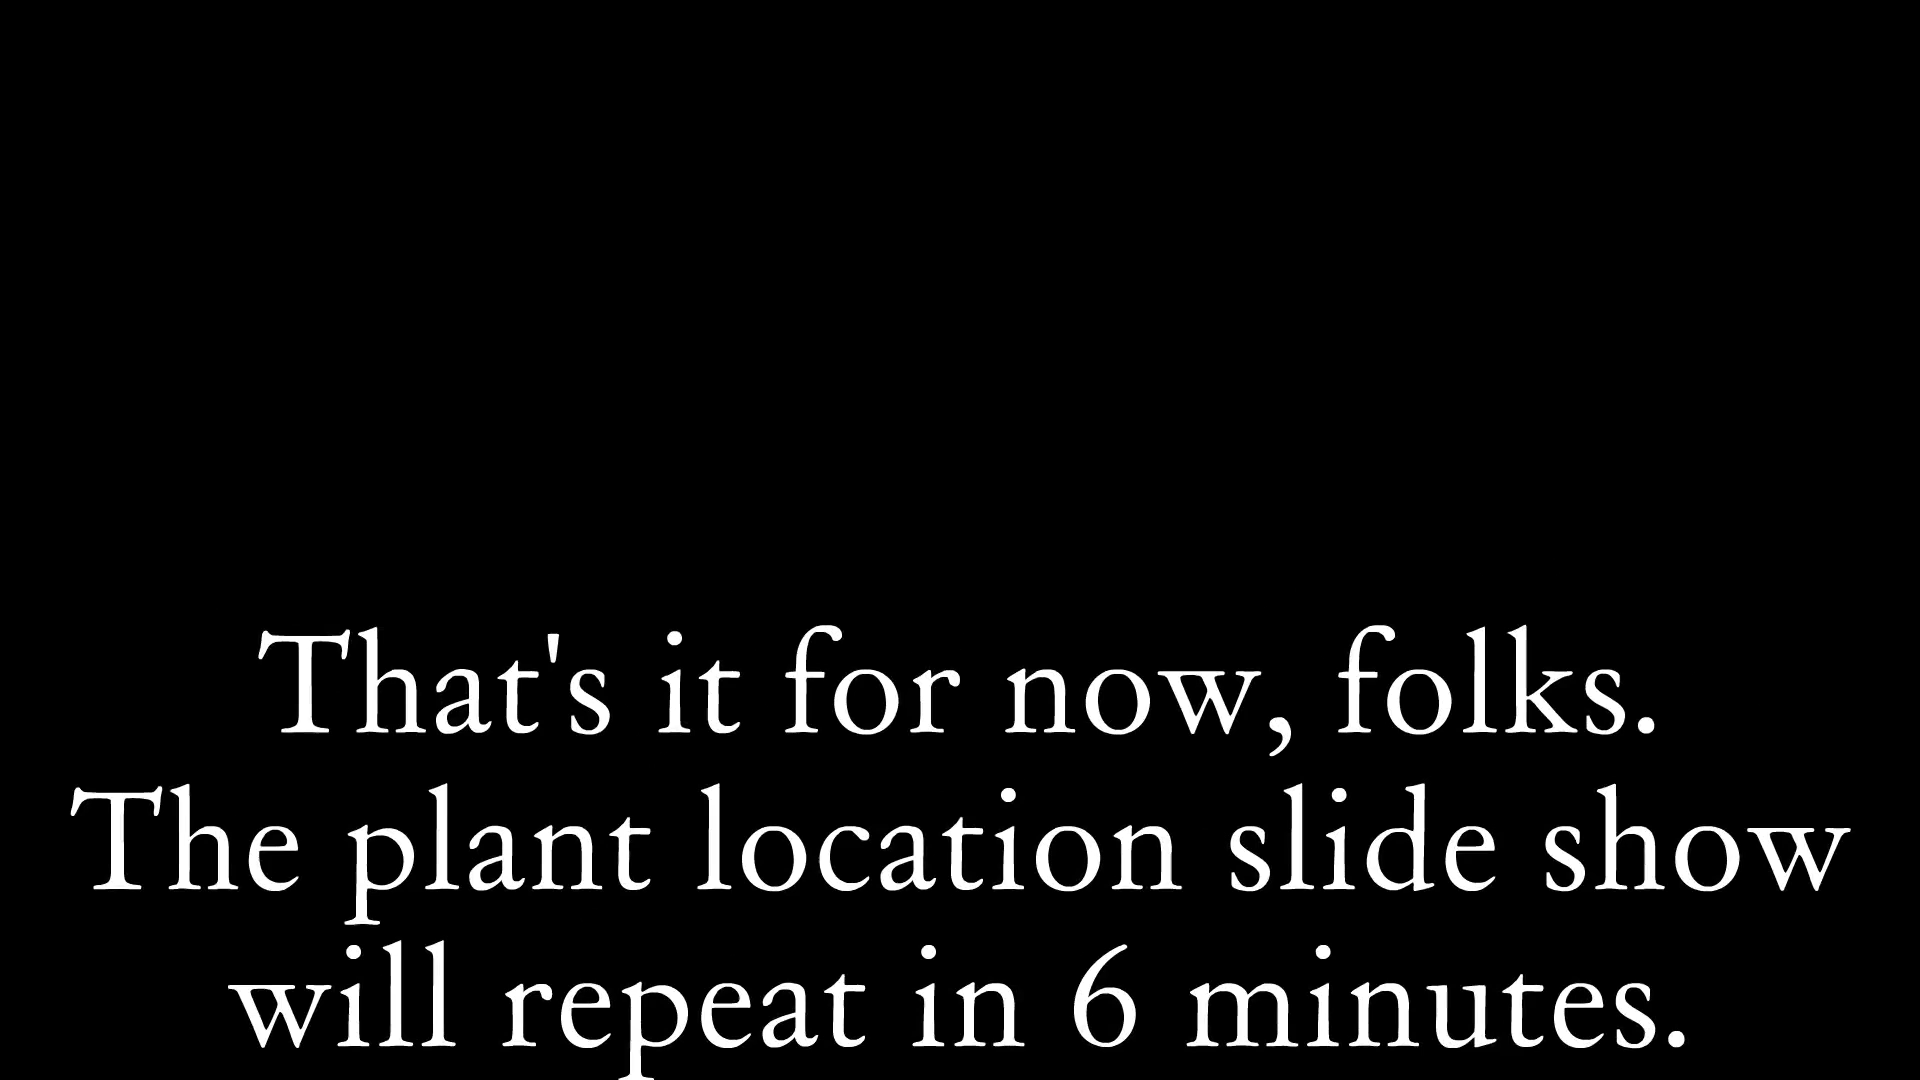 That's it for now, folks.
The plant location slide show
will repeat in 6 minutes.